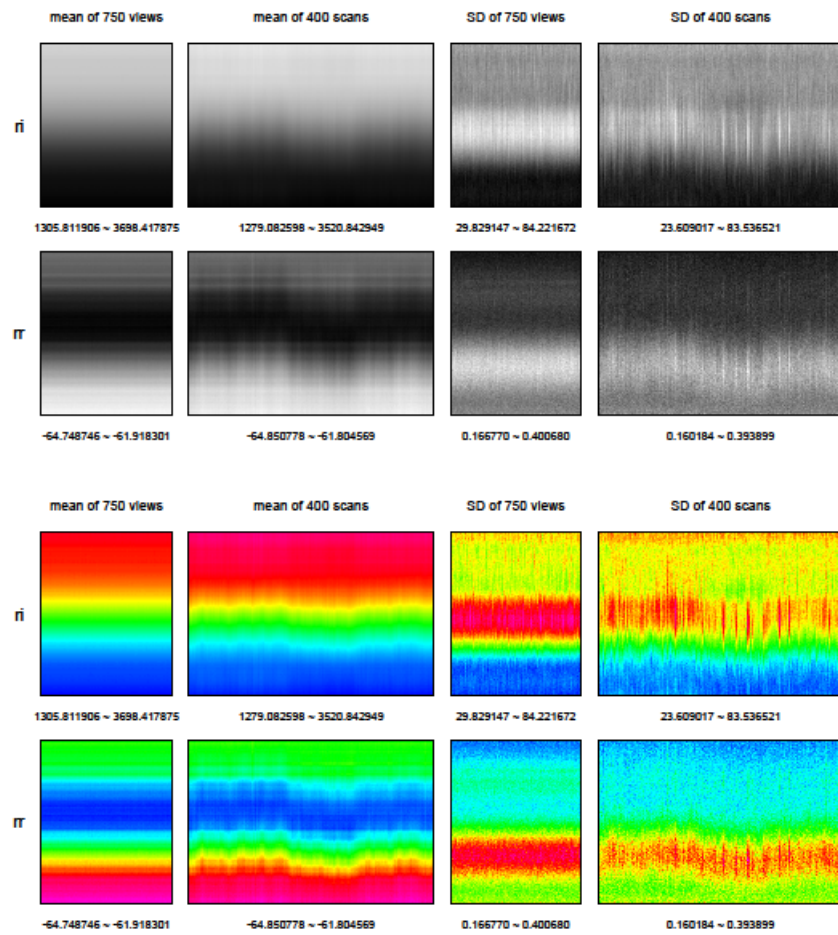 mean of 750 views mean of 400 scans SD of 750 views SD of 400 scans
ri
1305.811906 ~ 3698.417875 1279.082598 ~ 3520.842949 29.829147 ~ 84.221672 23.609017 ~ 83.536521
rr
-64.748746 ~ -61.918301 -64.850778 ~ -61.804569 0.166770 ~ 0.400680 0.160184 ~ 0.393899
mean of 750 views mean of 400 scans SD of 750 views SD of 400 scans
ri
1305.811906 ~ 3698.417875 1279.082598 ~ 3520.842949 29.829147 ~ 84.221672 23.609017 ~ 83.536521
rr
-64.748746 ~ -61.918301 -64.850778 ~ -61.804569 0.166770 ~ 0.400680 0.160184 ~ 0.393899